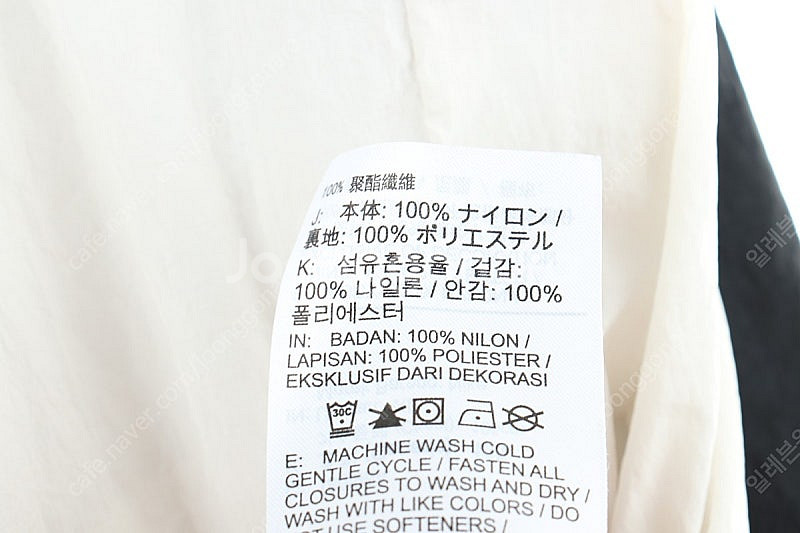 100% 聚酯纖維
J: 本体: 100% ナイロン /
裏地: 100% ポリエステル
K: 섬유혼용율 / 겉감:
100% 나일론 / 안감: 100%
폴리에스터
IN: BADAN: 100% NILON /
LAPISAN: 100% POLIESTER /
EKSKLUSIF DARI DEKORASI
30C
E: MACHINE WASH COLD
GENTLE CYCLE / FASTEN ALL
CLOSURES TO WASH AND DRY /
WASH WITH LIKE COLORS / DO
USE SOFTENERS /